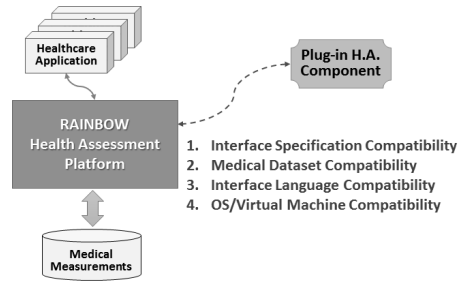 Healthcare
Application
Plug-in H.A.
Component
RAINBOW
Health Assessment
Platform
1. Interface Specification Compatibility
2. Medical Dataset Compatibility
3. Interface Language Compatibility
4. OS/Virtual Machine Compatibility
Medical
Measurements